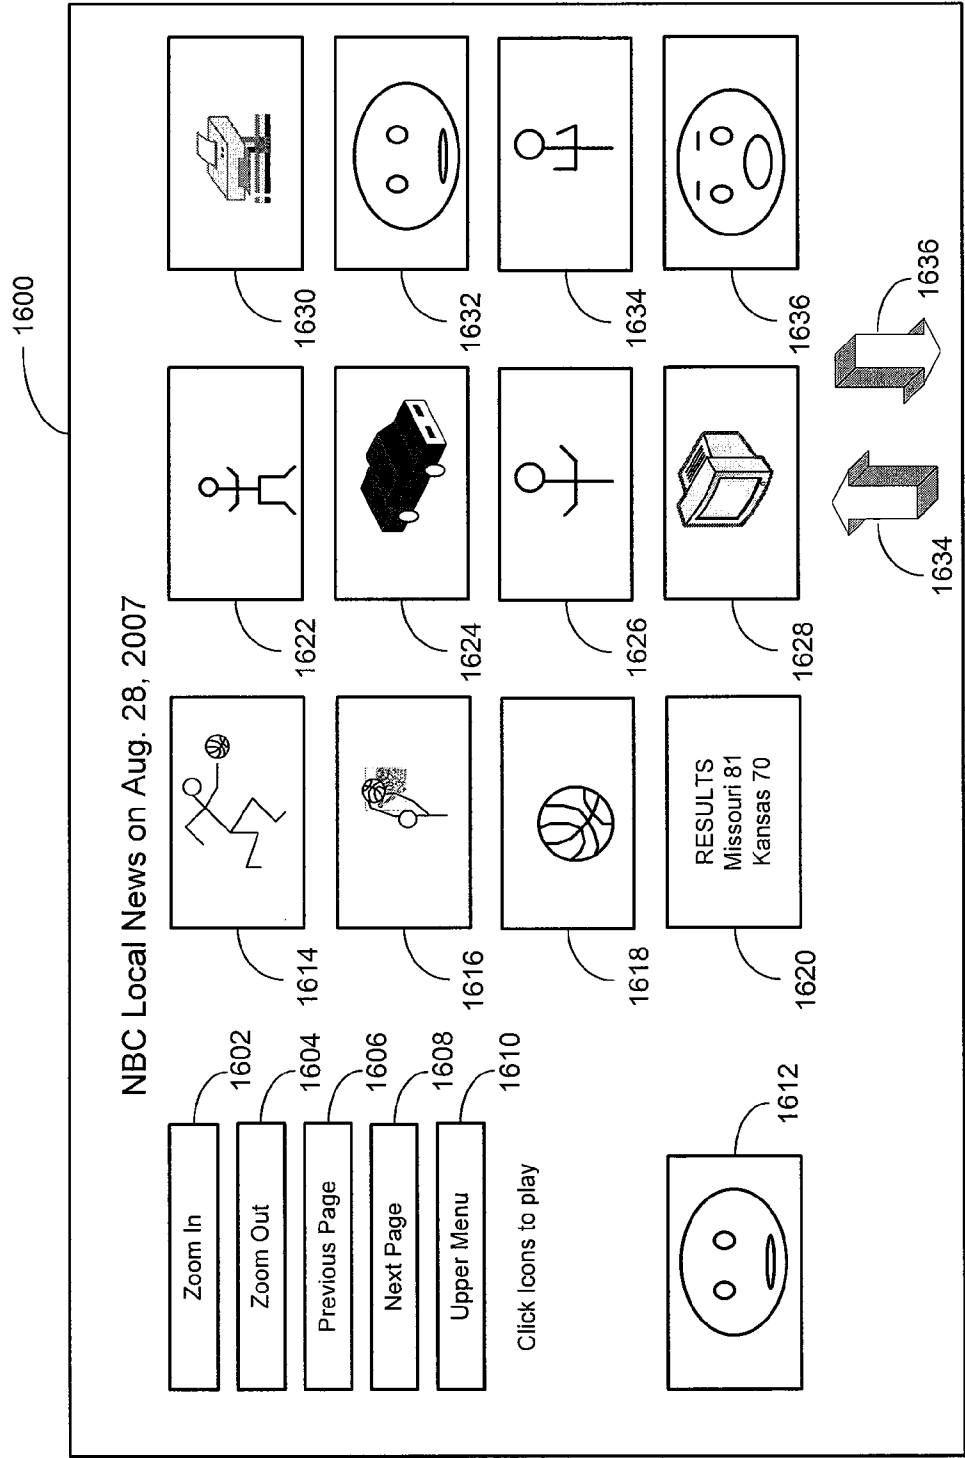 1600
NBC Local News on Aug. 28, 2007
Zoom In
1602
Zoom Out
1604
Previous Page
1606
Next Page
1608
Upper Menu
1610
Click Icons to play
1612
1614
1616
1618
RESULTS
Missouri 81
Kansas 70
1620
1622
1624
1626
1628
1630
1632
1634
1636
1634
1636